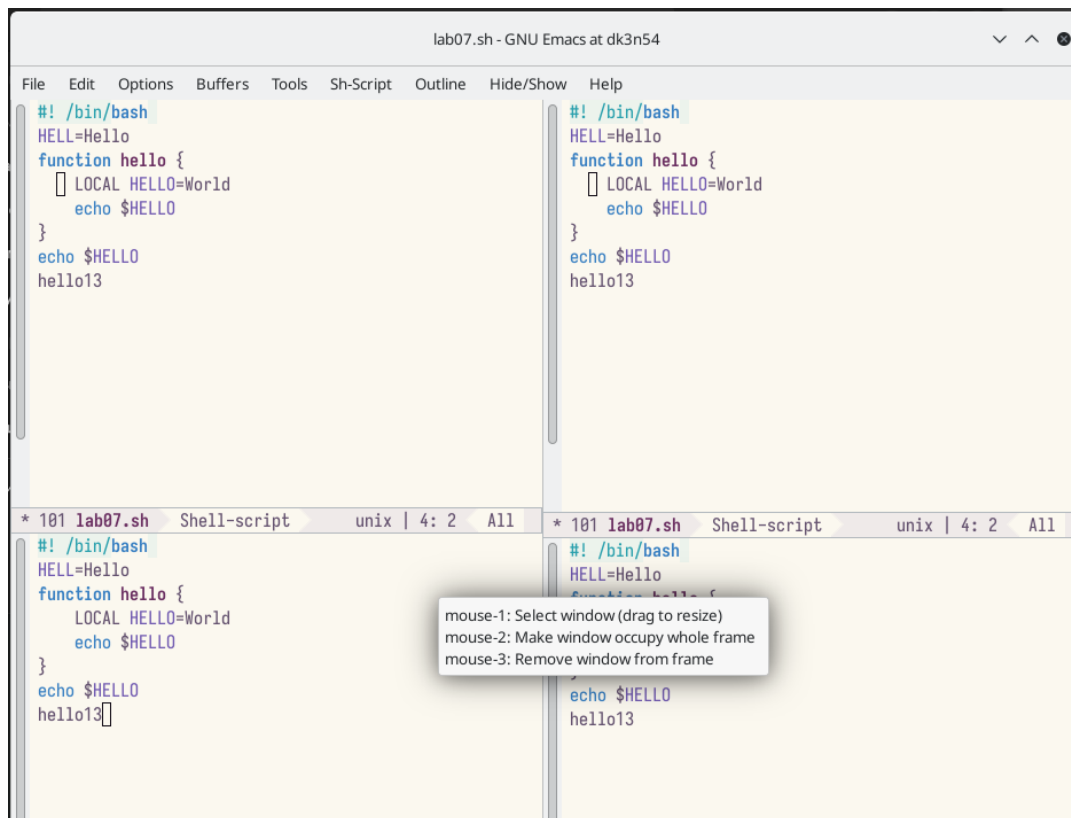 lab07.sh - GNU Emacs at dk3n54
File Edit Options Buffers Tools Sh-Script Outline Hide/Show Help
#! /bin/bash
HELL=Hello
function hello {
LOCAL HELLO=World
echo $HELLO
}
echo $HELLO
hello13
* 101 lab07.sh Shell-script unix | 4: 2 All
#! /bin/bash
HELL=Hello
function hello {
LOCAL HELLO=World
echo $HELLO
}
echo $HELLO
hello13
* 101 lab07.sh Shell-script unix | 4: 2 All
#! /bin/bash
HELL=Hello
function hello {
LOCAL HELLO=World
echo $HELLO
}
echo $HELLO
hello13
#! /bin/bash
HELL=Hello
function hello {
mouse-1: Select window (drag to resize)
mouse-2: Make window occupy whole frame
mouse-3: Remove window from frame
echo $HELLO
hello13